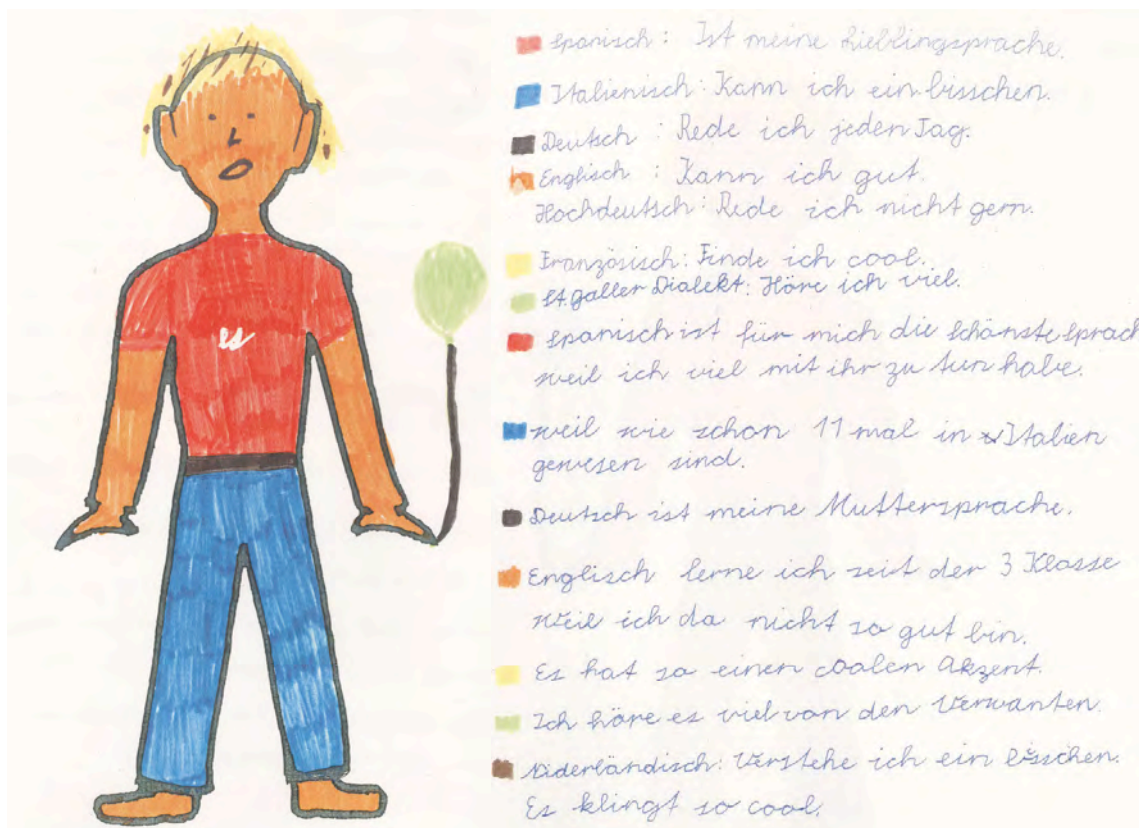 es
Spanisch: Ist meine Lieblingsprache.
Italienisch: Kann ich ein bisschen.
Deutsch: Rede ich jeden Tag.
Englisch: Kann ich gut.
Hochdeutsch: Rede ich nicht gern.
Französisch: Finde ich cool.
St. galler Dialekt: Höre ich viel.
Spanisch ist für mich die schönste Sprach
weil ich viel mit ihr zu tun habe.
weil wie schon 11 mal in Italien
gewesen sind.
Deutsch ist meine Muttersprache.
Englisch lerne ich seit der 3 Klasse
weil ich da nicht so gut bin.
Es hat so einen coolen Akzent.
Ich höre es viel von den Verwanten.
Niderländisch: Verstehe ich ein bisschen.
Es klingt so cool.